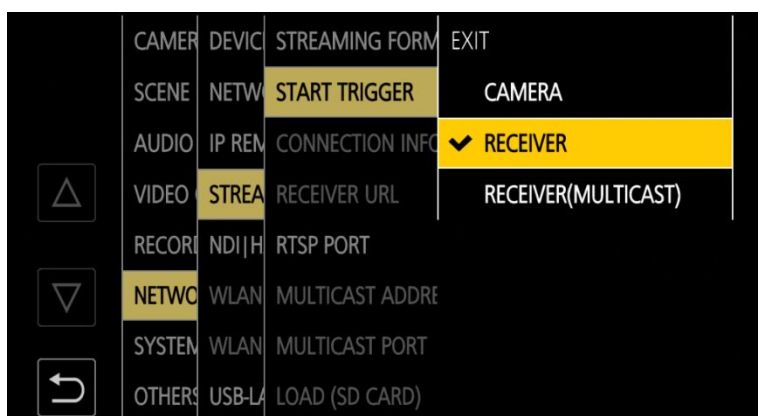 CAMER
SCENE
AUDIO
VIDEO
RECORD
NETWO
SYSTEM
OTHERS
DEVIC
NETW
IP REM
STREA
NDI|H
WLAN
WLAN
USB-LA
STREAMING FORM
START TRIGGER
CONNECTION INFO
RECEIVER URL
RTSP PORT
MULTICAST ADDRE
MULTICAST PORT
LOAD (SD CARD)
EXIT
CAMERA
RECEIVER
RECEIVER(MULTICAST)